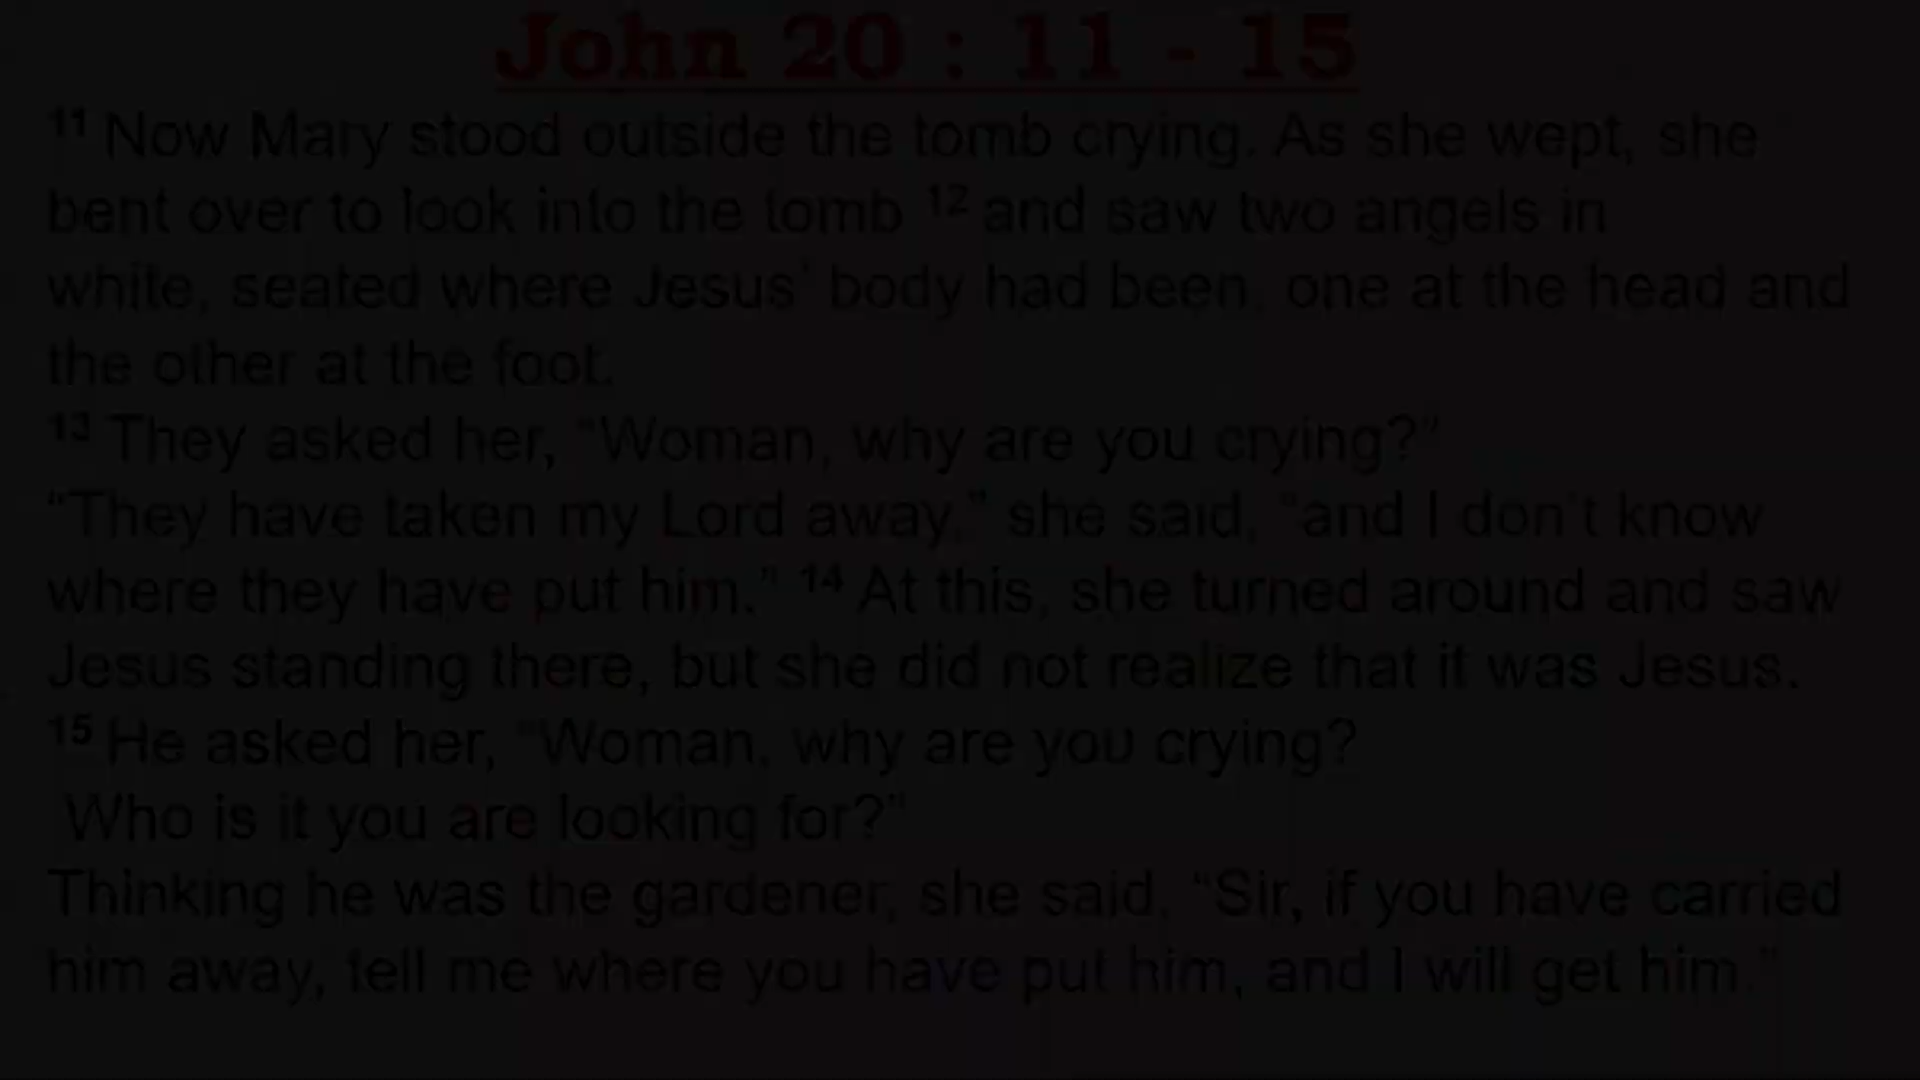 John 20 : 11 - 15
11 Now Mary stood outside the tomb crying. As she wept, she
bent over to look into the tomb 12 and saw two angels in
white, seated where Jesus’ body had been, one at the head and
the other at the foot.
13 They asked her, “Woman, why are you crying?”
“They have taken my Lord away,” she said, “and I don’t know
where they have put him.” 14 At this, she turned around and saw
Jesus standing there, but she did not realize that it was Jesus.
15 He asked her, “Woman, why are you crying?
Who is it you are looking for?”
Thinking he was the gardener, she said, “Sir, if you have carried
him away, tell me where you have put him, and I will get him.”